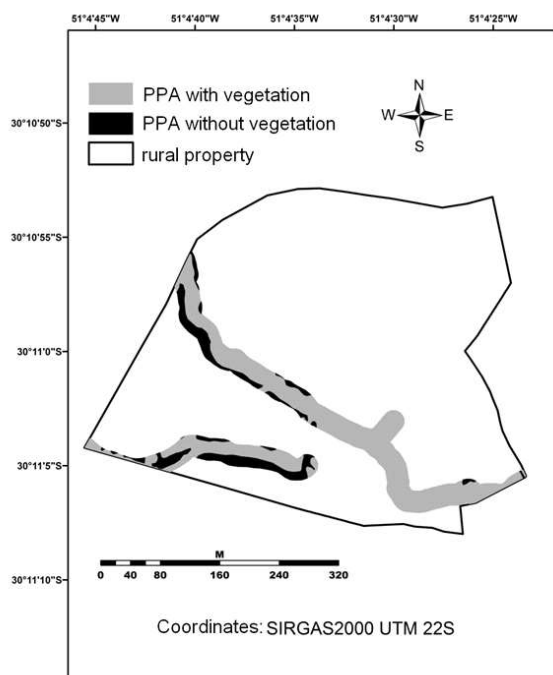 51°4'45"W 51°4'40"W 51°4'35"W 51°4'30"W 51°4'25"W
PPA with vegetation
PPA without vegetation
rural property
N
W E
S
30°10'50"S
30°10'55"S
30°11'0"S
30°11'5"S
30°11'10"S
M
0 20 40 80 160 240 320
Coordinates: SIRGAS2000 UTM 22S